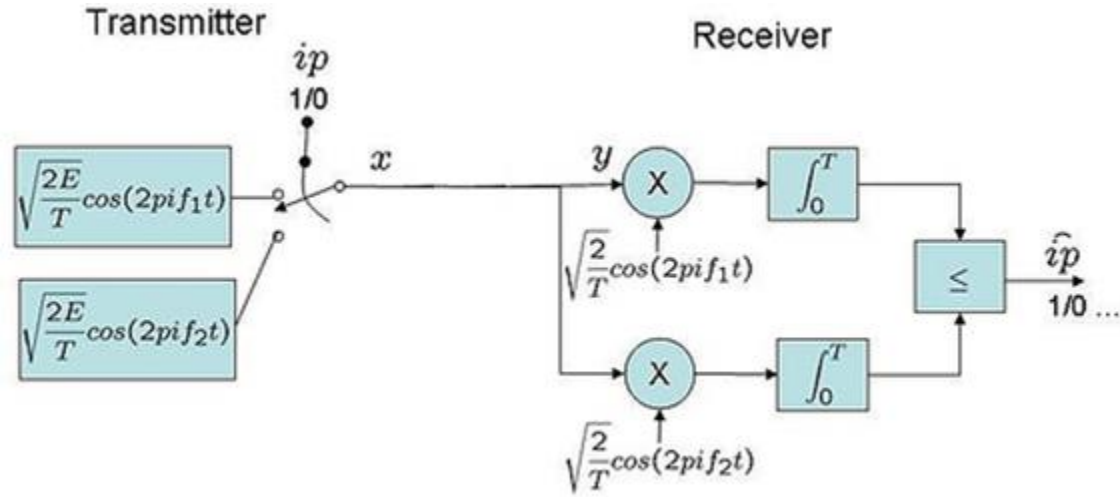 Transmitter
Receiver
ip
1/0
x
y
√(2E/T) cos(2pif₁t)
√(2E/T) cos(2pif₂t)
X
∫₀ᵀ
√(2/T) cos(2pif₁t)
≤
îp
1/0 ...
X
∫₀ᵀ
√(2/T) cos(2pif₂t)